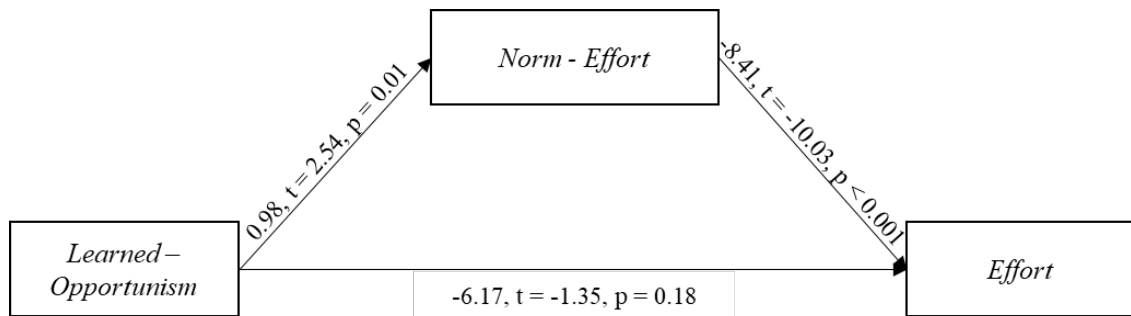 Norm - Effort
0.98, t = 2.54, p = 0.01
-8.41, t = -10.03, p < 0.001
Learned –
Opportunism
Effort
-6.17, t = -1.35, p = 0.18